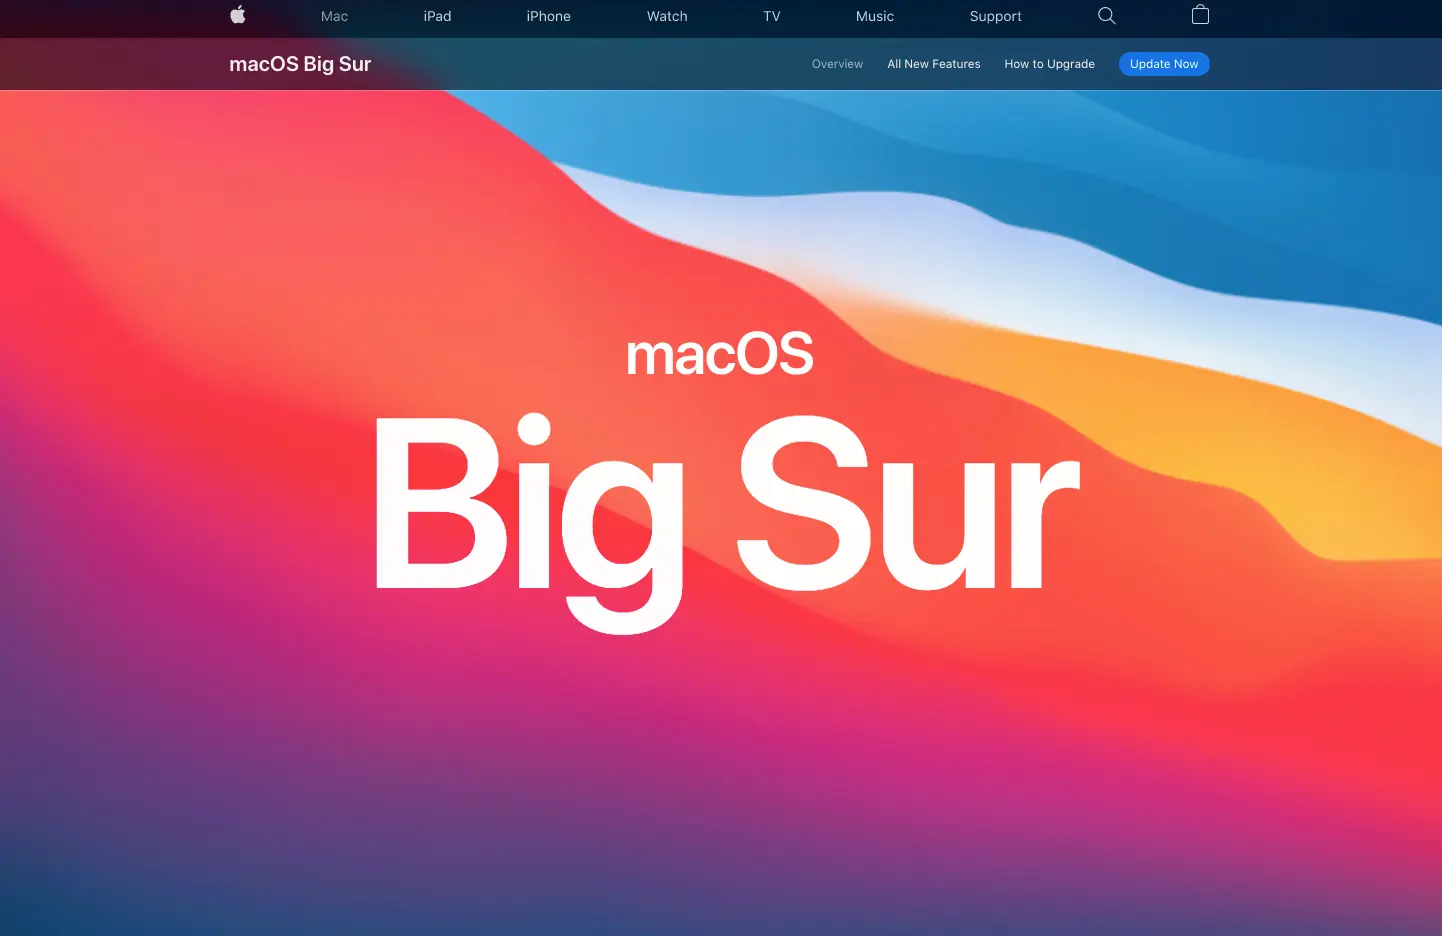 Mac iPad iPhone Watch TV Music Support
macOS Big Sur Overview All New Features How to Upgrade Update Now
macOS
Big Sur